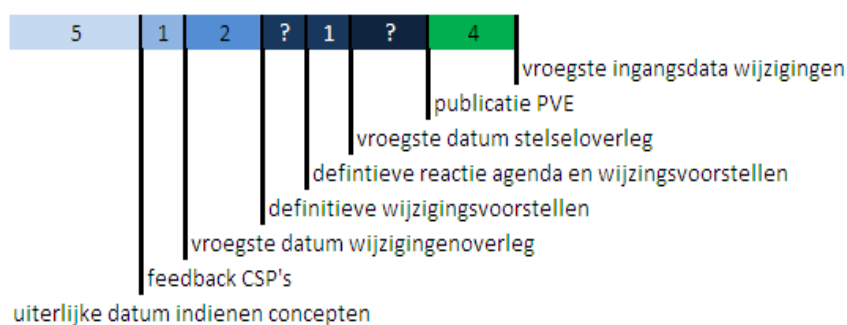 5 1 2 ? 1 ? 4
vroegste ingangsdata wijzigingen
publicatie PVE
vroegste datum stelseloverleg
defintieve reactie agenda en wijzingsvoorstellen
definitieve wijzigingsvoorstellen
vroegste datum wijzigingenoverleg
feedback CSP's
uiterlijke datum indienen concepten